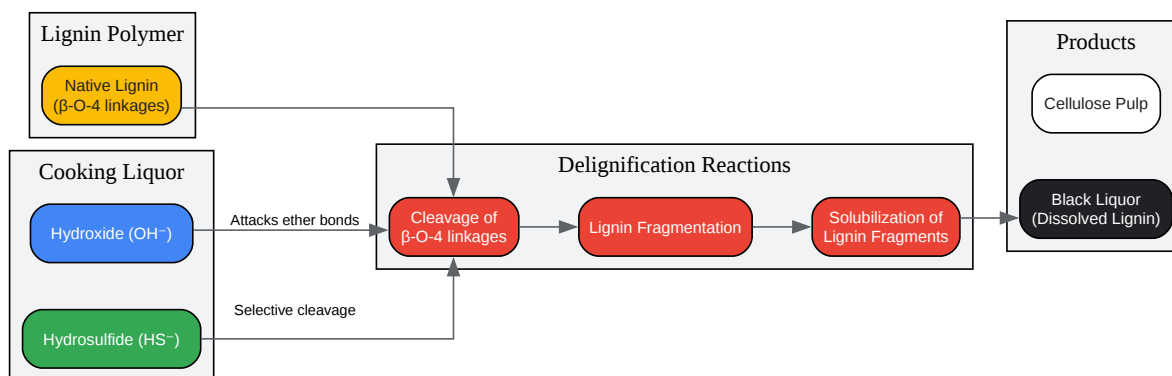 Lignin Polymer
Native Lignin
(β-O-4 linkages)
Cooking Liquor
Hydroxide (OH⁻)
Attacks ether bonds
Hydrosulfide (HS⁻)
Selective cleavage
Delignification Reactions
Cleavage of
β-O-4 linkages
Lignin Fragmentation
Solubilization of
Lignin Fragments
Products
Cellulose Pulp
Black Liquor
(Dissolved Lignin)